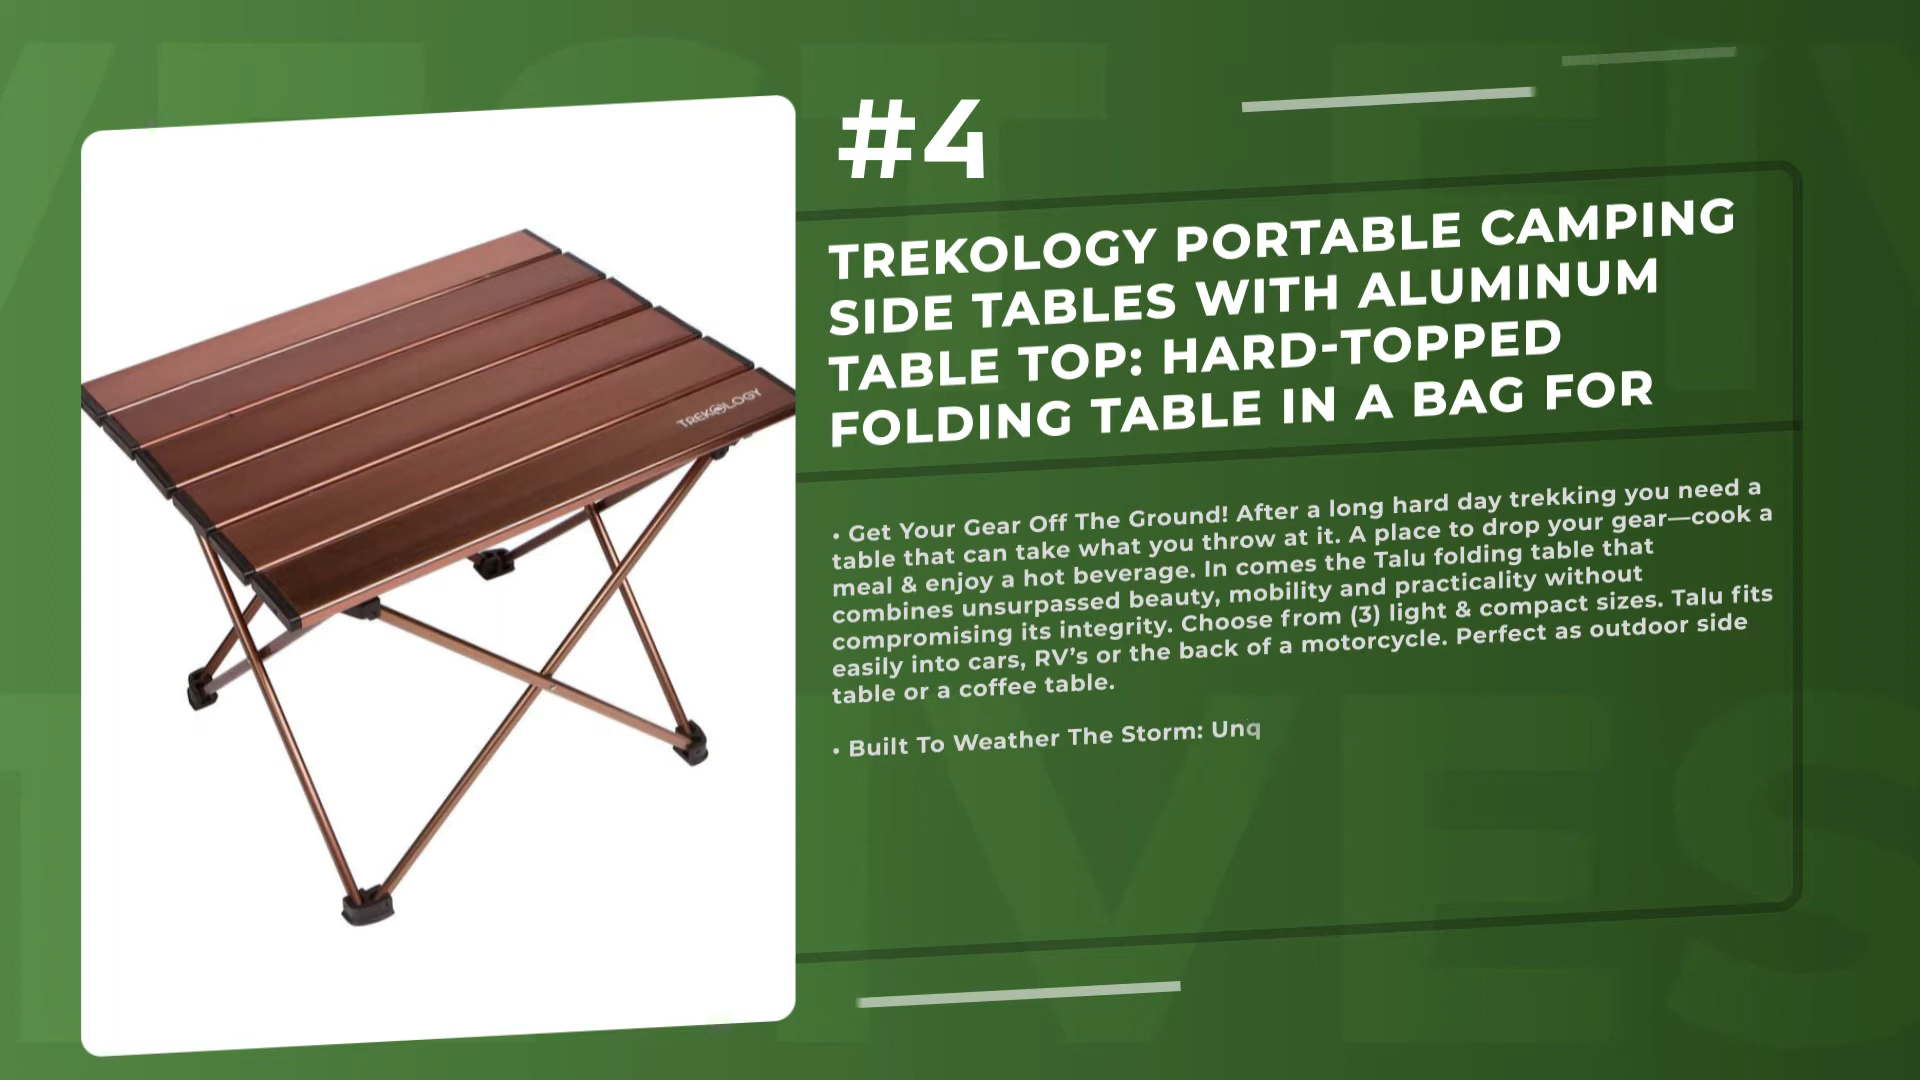 #4
TREKOLOGY PORTABLE CAMPING
SIDE TABLES WITH ALUMINUM
TABLE TOP: HARD-TOPPED
FOLDING TABLE IN A BAG FOR
TREKOLOGY
• Get Your Gear Off The Ground! After a long hard day trekking you need a
table that can take what you throw at it. A place to drop your gear—cook a
meal & enjoy a hot beverage. In comes the Talu folding table that
combines unsurpassed beauty, mobility and practicality without
compromising its integrity. Choose from (3) light & compact sizes. Talu fits
easily into cars, RV’s or the back of a motorcycle. Perfect as outdoor side
table or a coffee table.
• Built To Weather The Storm: Unq